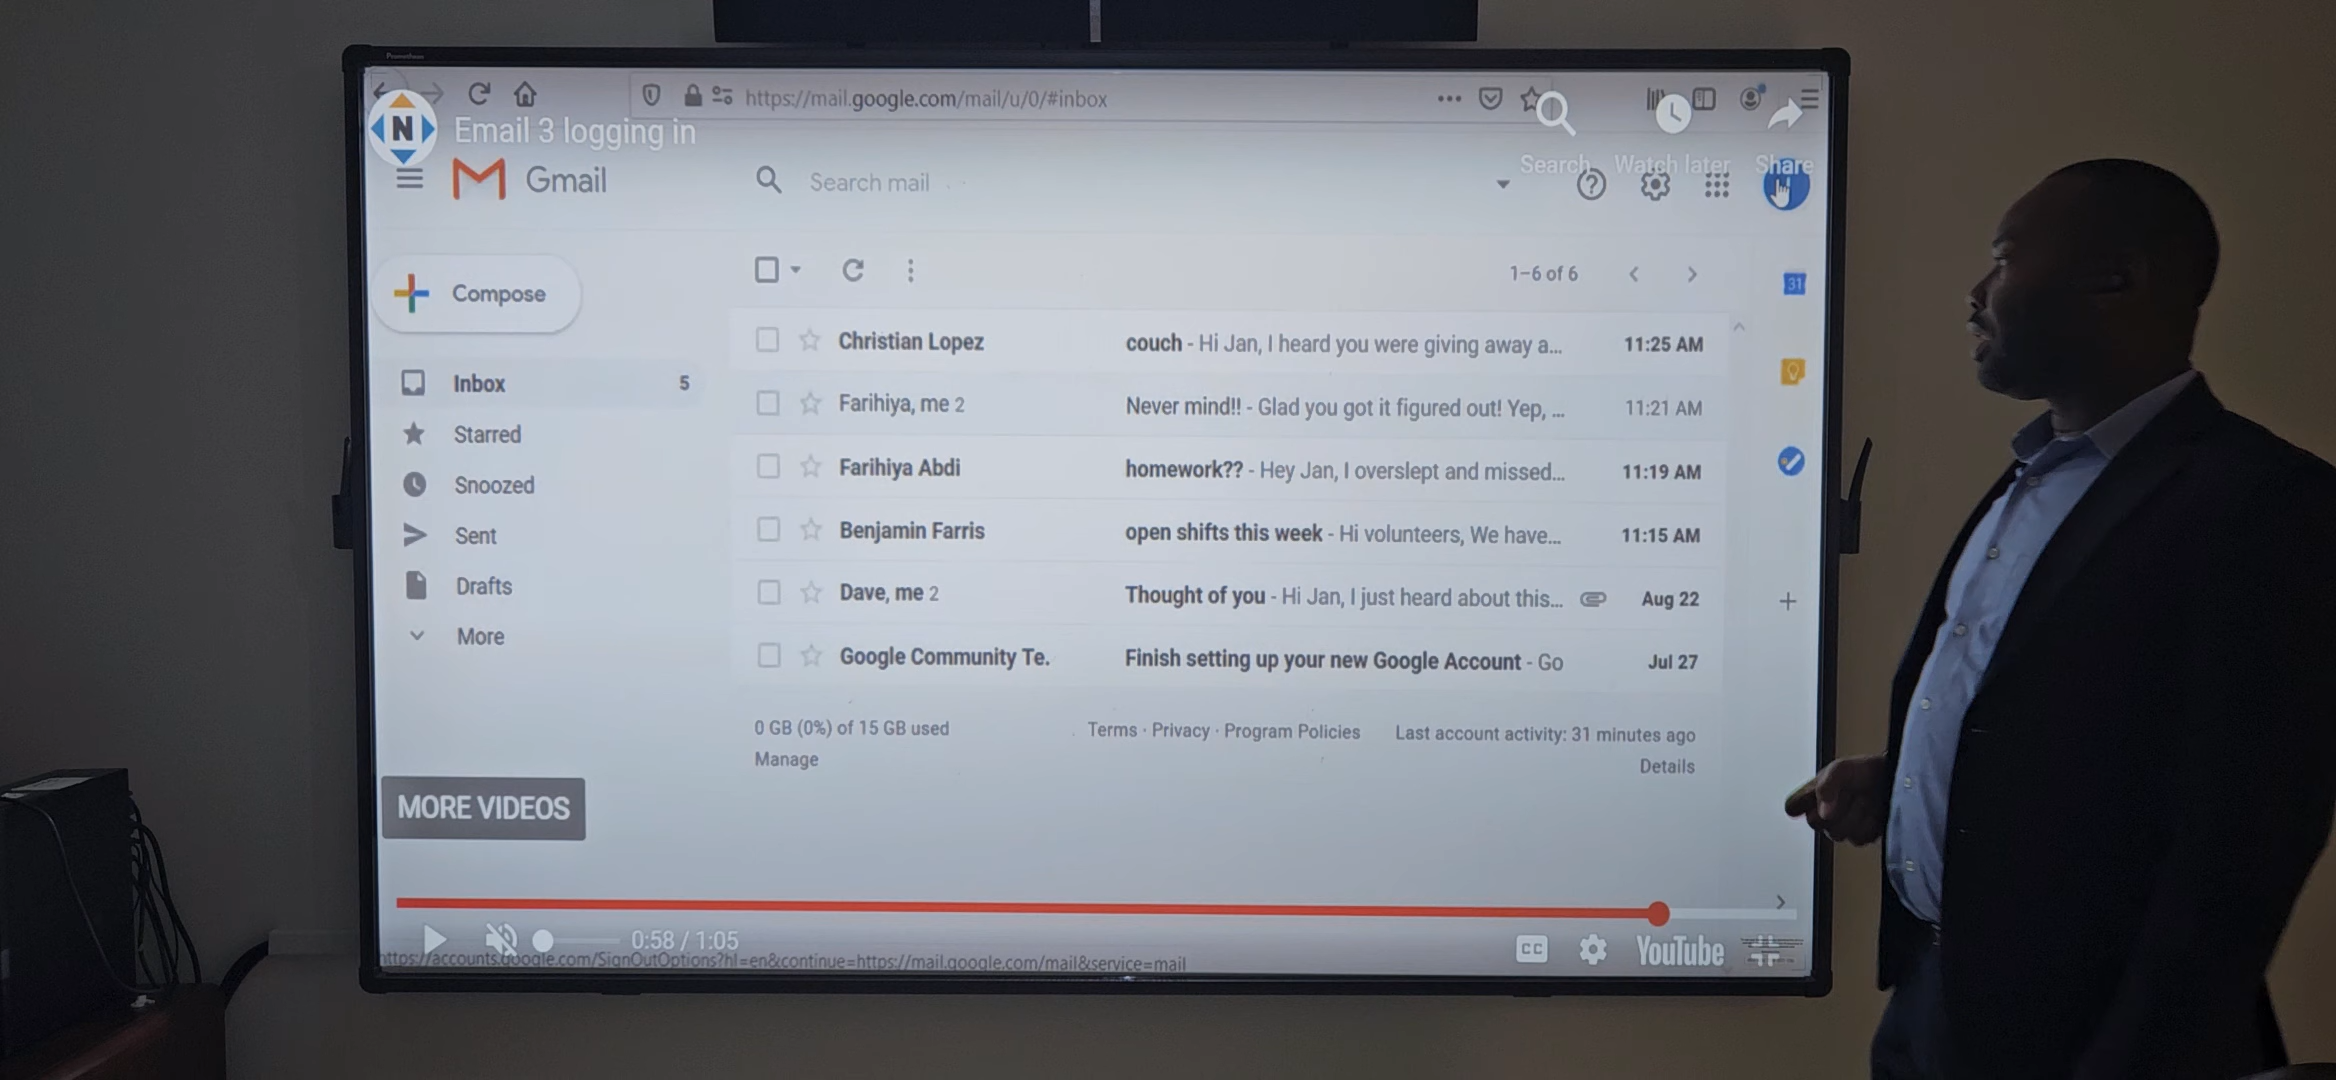 Promethean
https://mail.google.com/mail/u/0/#inbox
N
Email 3 logging in
Search
Watch later
Share
Gmail
Search mail
Compose
1–6 of 6
31
Inbox 5
Starred
Snoozed
Sent
Drafts
More
Christian Lopez couch - Hi Jan, I heard you were giving away a... 11:25 AM
Farihiya, me 2 Never mind!! - Glad you got it figured out! Yep, ... 11:21 AM
Farihiya Abdi homework?? - Hey Jan, I overslept and missed... 11:19 AM
Benjamin Farris open shifts this week - Hi volunteers, We have... 11:15 AM
Dave, me 2 Thought of you - Hi Jan, I just heard about this... Aug 22
Google Community Te. Finish setting up your new Google Account - Go Jul 27
0 GB (0%) of 15 GB used
Manage
Terms · Privacy · Program Policies
Last account activity: 31 minutes ago
Details
MORE VIDEOS
0:58 / 1:05
CC
YouTube
https://accounts.google.com/SignOutOptions?hl=en&continue=https://mail.google.com/mail&service=mail